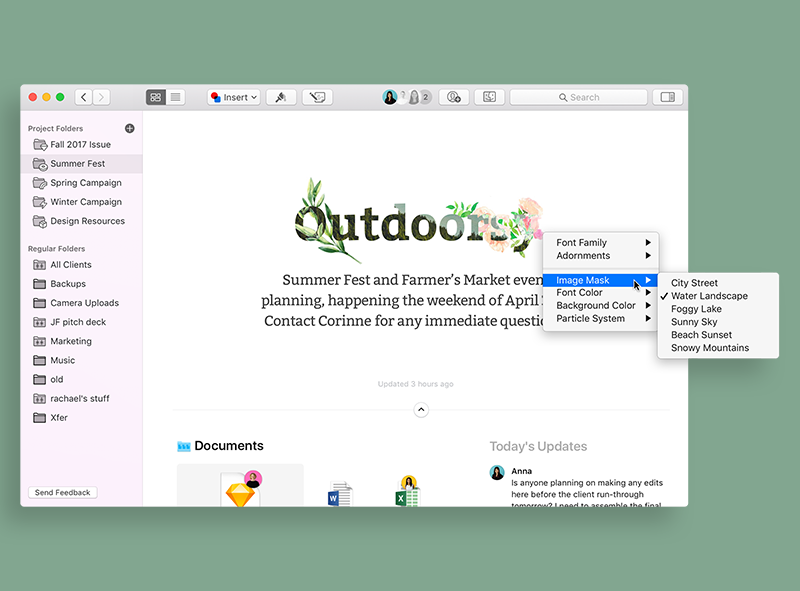 Insert
?
2
Search
Project Folders
Fall 2017 Issue
Summer Fest
Spring Campaign
Winter Campaign
Design Resources
Regular Folders
All Clients
Backups
Camera Uploads
JF pitch deck
Marketing
Music
old
rachael's stuff
Xfer
Send Feedback
Outdoorsy
Summer Fest and Farmer's Market even
planning, happening the weekend of April
Contact Corinne for any immediate questio
Updated 3 hours ago
Font Family
Adornments
Image Mask
Font Color
Background Color
Particle System
City Street
Water Landscape
Foggy Lake
Sunny Sky
Beach Sunset
Snowy Mountains
Documents
W
X
Today's Updates
Anna
Is anyone planning on making any edits
here before the client run-through
tomorrow? I need to assemble the final